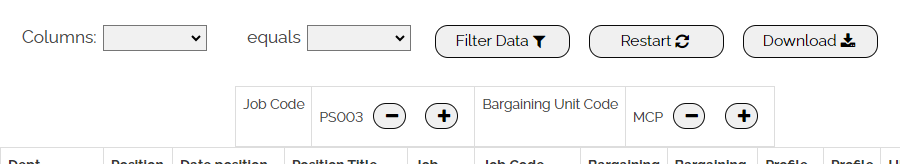 Columns: equals Filter Data Restart Download
Job Code PS003 Bargaining Unit Code MCP
Dept Position Date position Position Title Job Job Code Bargaining Bargaining Profile Profile